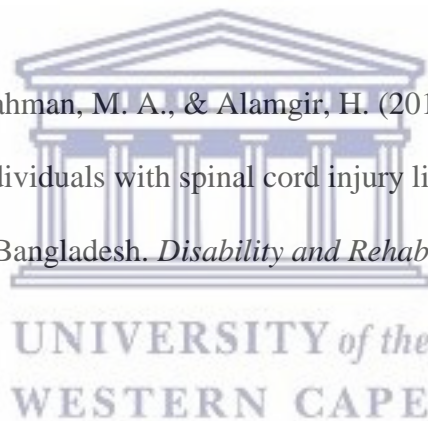 ahman, M. A., & Alamgir, H. (201
dividuals with spinal cord injury li
Bangladesh. Disability and Rehab
UNIVERSITY of the
WESTERN CAPE